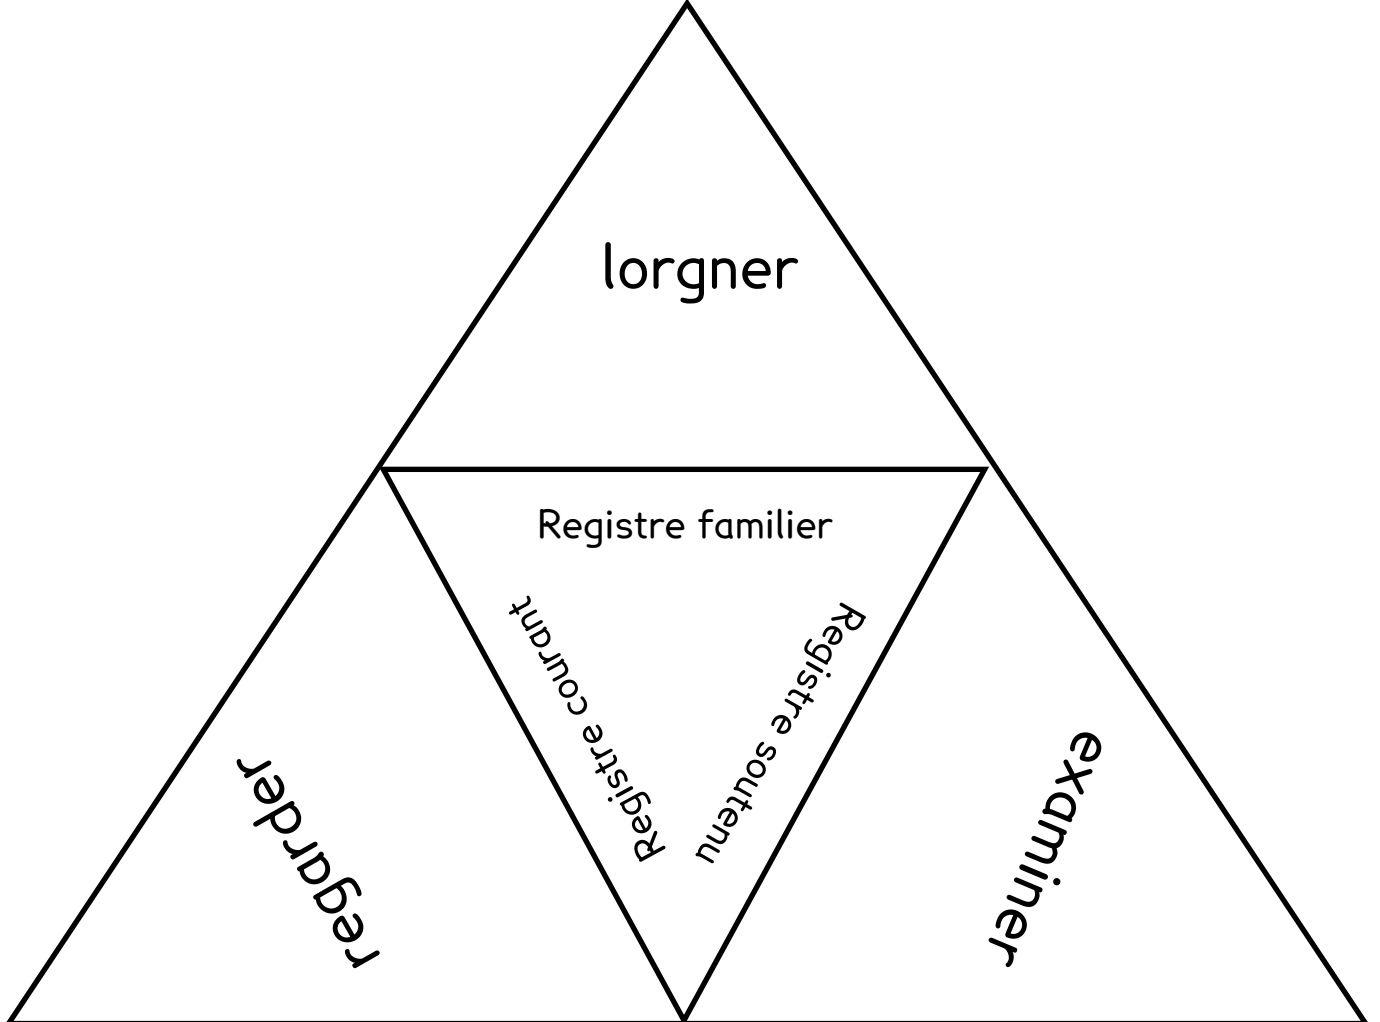 lorgner
Registre familier
Registre courant
Registre soutenu
regarder
examiner